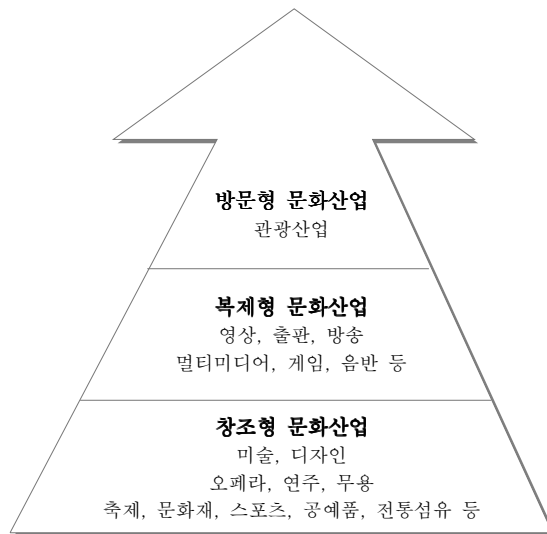 방문형 문화산업
관광산업
복제형 문화산업
영상, 출판, 방송
멀티미디어, 게임, 음반 등
창조형 문화산업
미술, 디자인
오페라, 연주, 무용
축제, 문화재, 스포츠, 공예품, 전통섬유 등